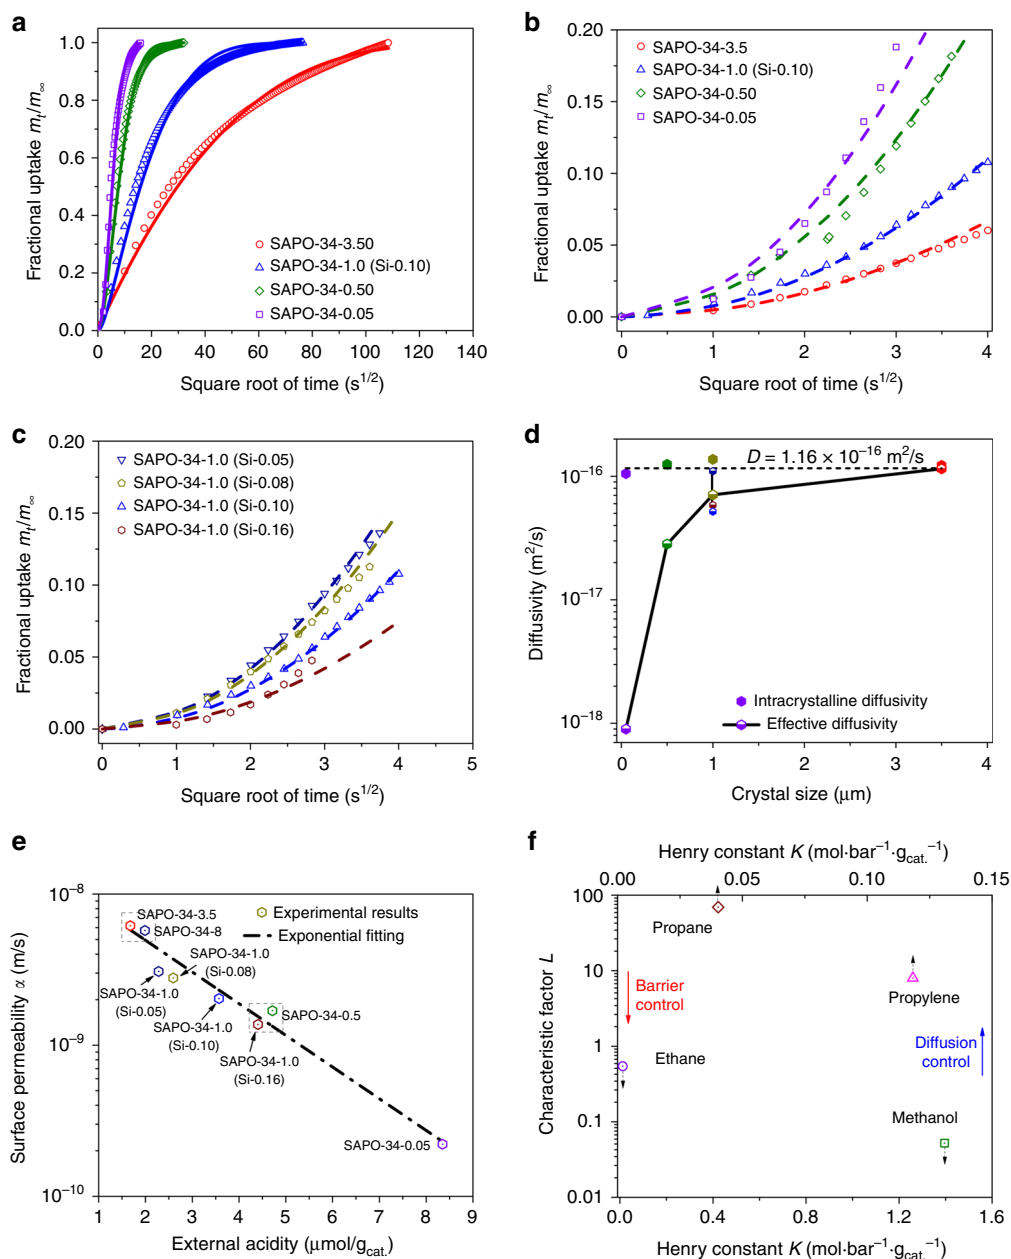 a
Fractional uptake mt/m∞
1.0
0.8
0.6
0.4
0.2
0.0
SAPO-34-3.50
SAPO-34-1.0 (Si-0.10)
SAPO-34-0.50
SAPO-34-0.05
0 20 40 60 80 100 120 140
Square root of time (s1/2)
b
Fractional uptake mt/m∞
0.20
0.15
0.10
0.05
0.00
SAPO-34-3.5
SAPO-34-1.0 (Si-0.10)
SAPO-34-0.50
SAPO-34-0.05
0 1 2 3 4
Square root of time (s1/2)
c
Fractional uptake mt/m∞
0.20
0.15
0.10
0.05
0.00
SAPO-34-1.0 (Si-0.05)
SAPO-34-1.0 (Si-0.08)
SAPO-34-1.0 (Si-0.10)
SAPO-34-1.0 (Si-0.16)
0 1 2 3 4 5
Square root of time (s1/2)
d
Diffusivity (m2/s)
10−16
10−17
10−18
D = 1.16 × 10−16 m2/s
Intracrystalline diffusivity
Effective diffusivity
0 1 2 3 4
Crystal size (μm)
e
Surface permeability α (m/s)
10−8
10−9
10−10
SAPO-34-3.5
SAPO-34-8
Experimental results
Exponential fitting
SAPO-34-1.0
(Si-0.08)
SAPO-34-1.0
(Si-0.05)
SAPO-34-1.0
(Si-0.10)
SAPO-34-0.5
SAPO-34-1.0
(Si-0.16)
SAPO-34-0.05
1 2 3 4 5 6 7 8 9
External acidity (μmol/gcat.)
f
Henry constant K (mol·bar−1·gcat.−1)
0.00 0.05 0.10 0.15
Characteristic factor L
100
10
1
0.1
0.01
Propane
Propylene
Barrier
control
Ethane
Diffusion
control
Methanol
0.0 0.4 0.8 1.2 1.6
Henry constant K (mol·bar−1·gcat.−1)